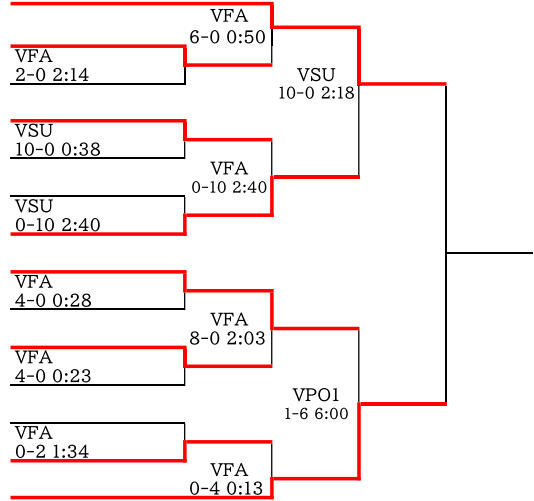 VFA
6-0 0:50
VFA
2-0 2:14
VSU
10-0 2:18
VSU
10-0 0:38
VFA
0-10 2:40
VSU
0-10 2:40
VFA
4-0 0:28
VFA
8-0 2:03
VFA
4-0 0:23
VPO1
1-6 6:00
VFA
0-2 1:34
VFA
0-4 0:13